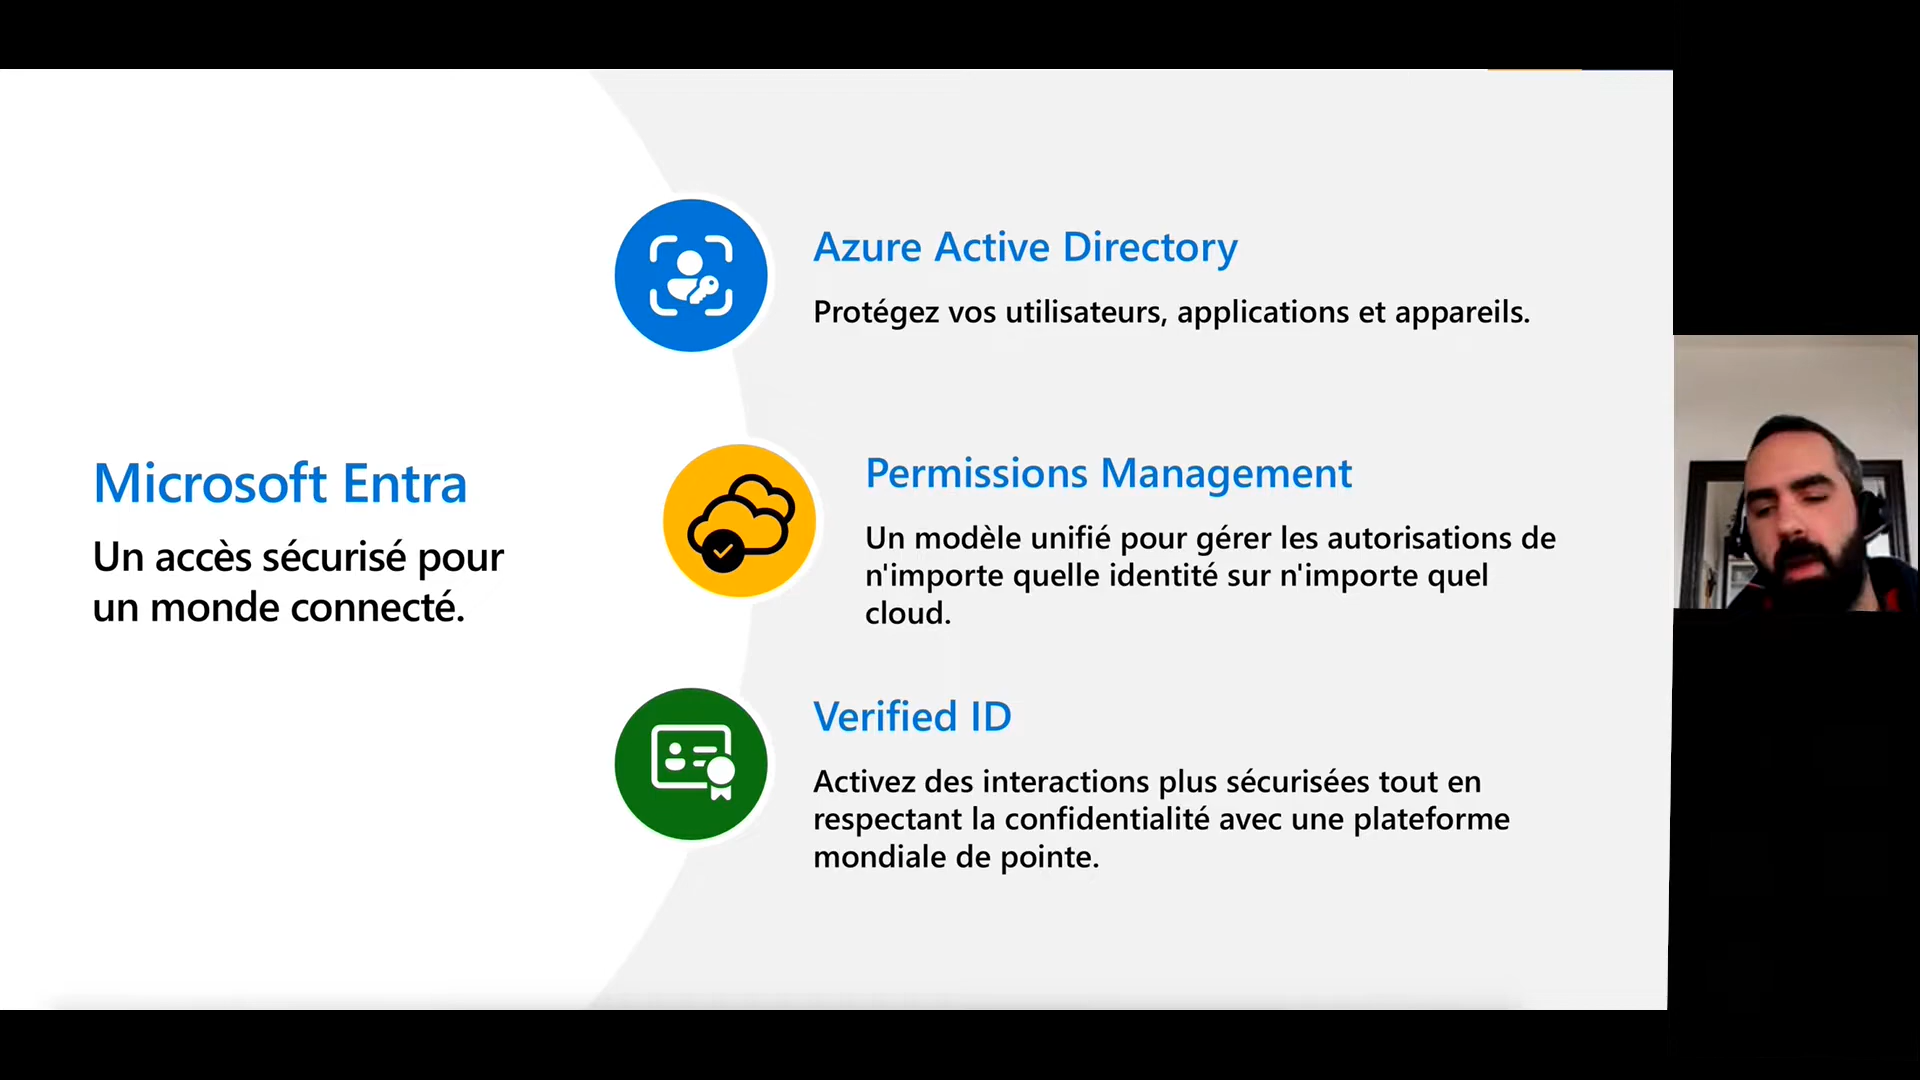 Microsoft Entra
Un accès sécurisé pour
un monde connecté.
Azure Active Directory
Protégez vos utilisateurs, applications et appareils.
Permissions Management
Un modèle unifié pour gérer les autorisations de
n'importe quelle identité sur n'importe quel
cloud.
Verified ID
Activez des interactions plus sécurisées tout en
respectant la confidentialité avec une plateforme
mondiale de pointe.